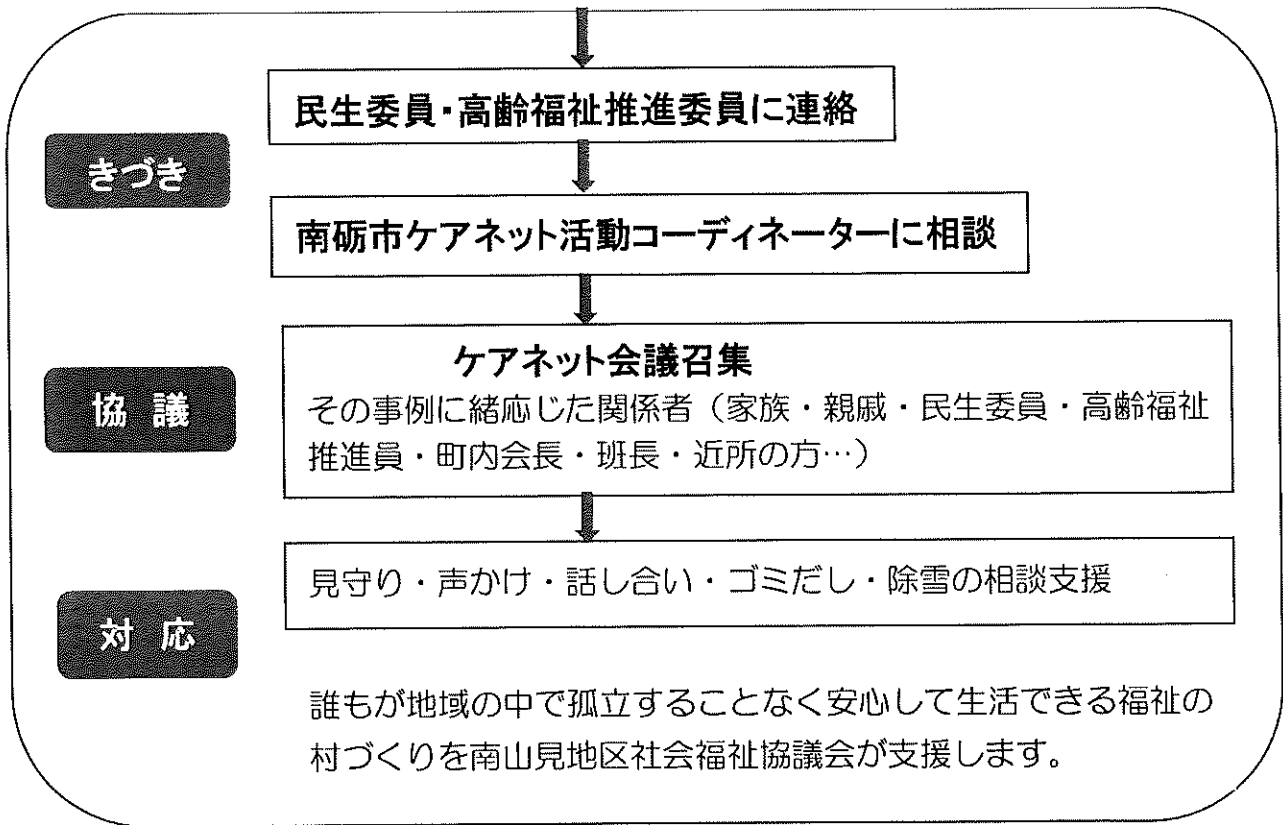 民生委員・高齢福祉推進委員に連絡
きづき
南砺市ケアネット活動コーディネーターに相談
ケアネット会議召集
協 議
その事例に緒応じた関係者(家族・親戚・民生委員・高齢福祉
推進員・町内会長・班長・近所の方…)
見守り・声かけ・話し合い・ゴミだし・除雪の相談支援
対 応
誰もが地域の中で孤立することなく安心して生活できる福祉の
村づくりを南山見地区社会福祉協議会が支援します。